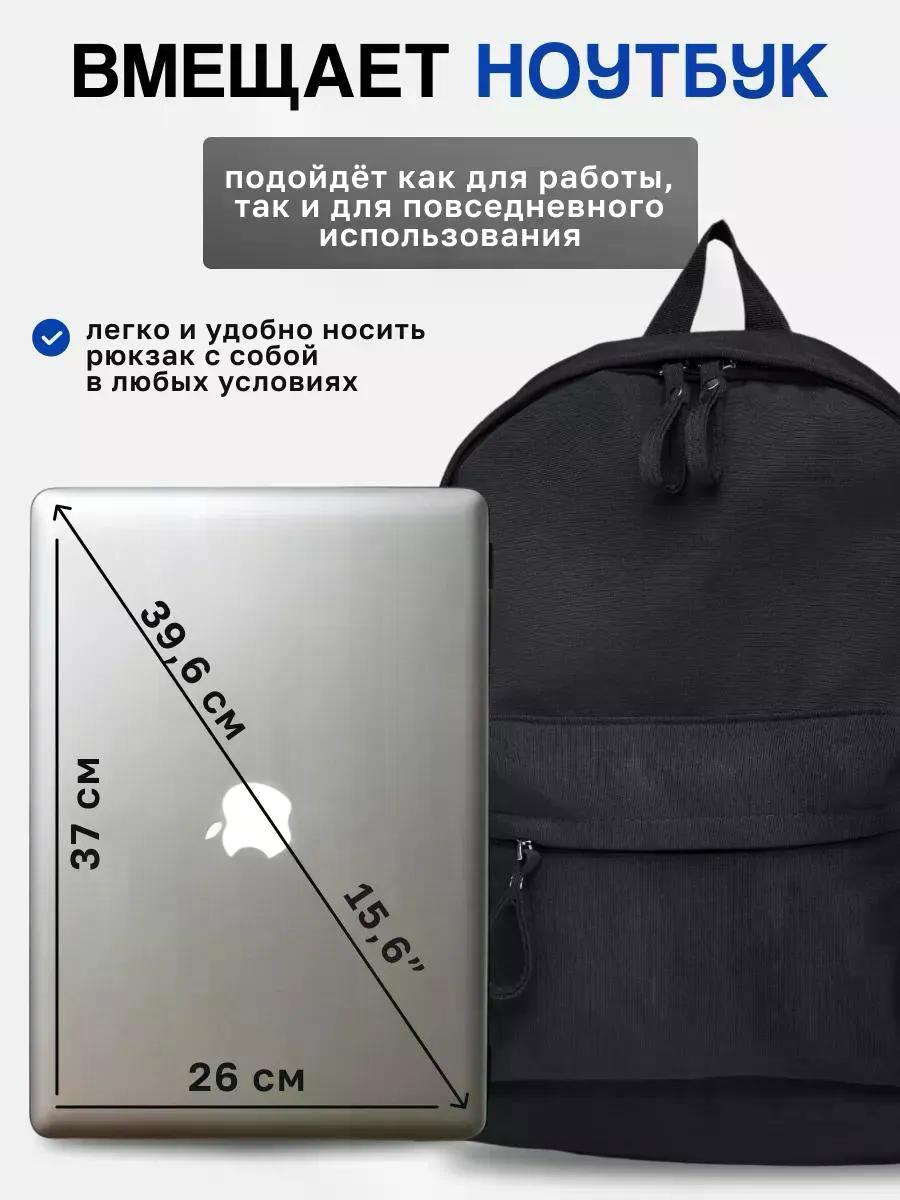 ВМЕЩАЕТ НОУТБУК
подойдёт как для работы,
так и для повседневного
использования
легко и удобно носить
рюкзак с собой
в любых условиях
39,6 см
37 см
15,6”
26 см